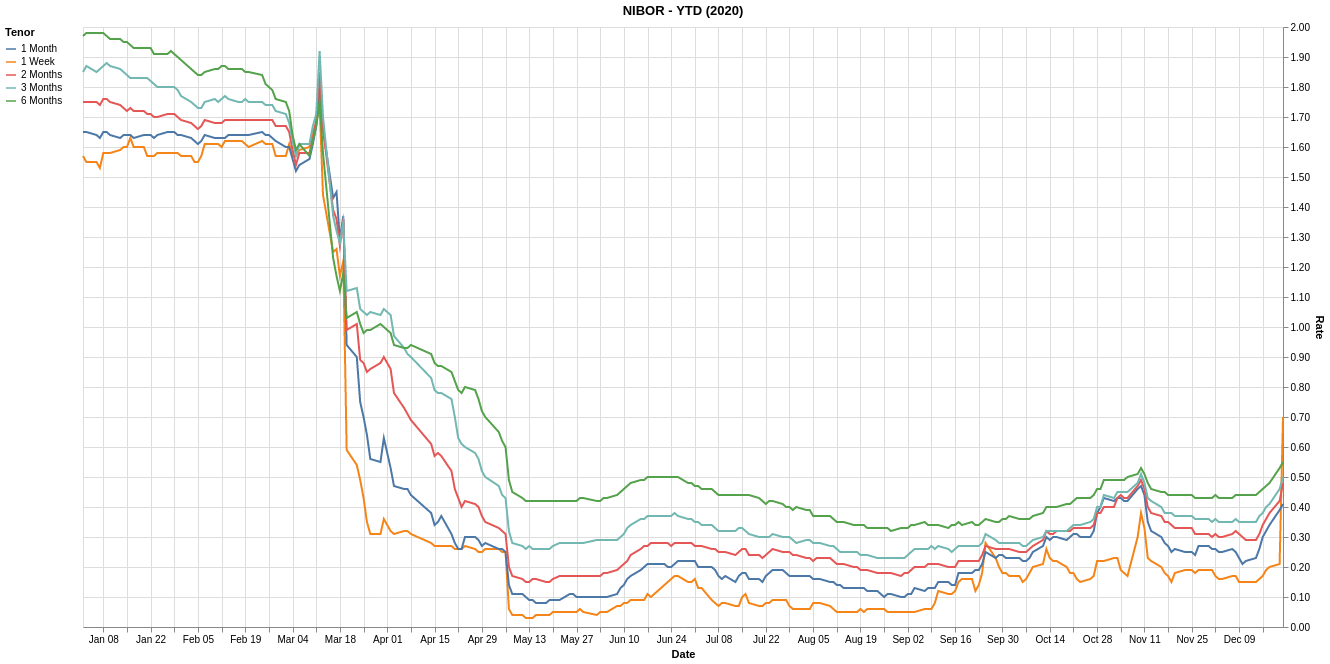 NIBOR - YTD (2020)
Tenor
1 Month
1 Week
2 Months
3 Months
6 Months
2.00
1.90
1.80
1.70
1.60
1.50
1.40
1.30
1.20
1.10
1.00
0.90
0.80
0.70
0.60
0.50
0.40
0.30
0.20
0.10
0.00
Rate
Jan 08 Jan 22 Feb 05 Feb 19 Mar 04 Mar 18 Apr 01 Apr 15 Apr 29 May 13 May 27 Jun 10 Jun 24 Jul 08 Jul 22 Aug 05 Aug 19 Sep 02 Sep 16 Sep 30 Oct 14 Oct 28 Nov 11 Nov 25 Dec 09
Date